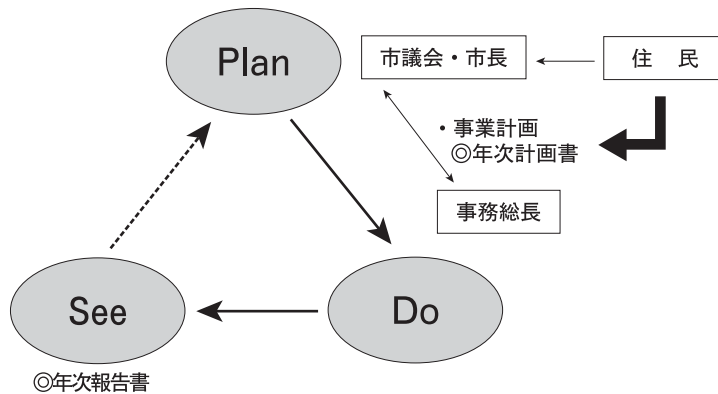 Plan
市議会・市長
住　民
・事業計画
◎年次計画書
事務総長
See
Do
◎年次報告書